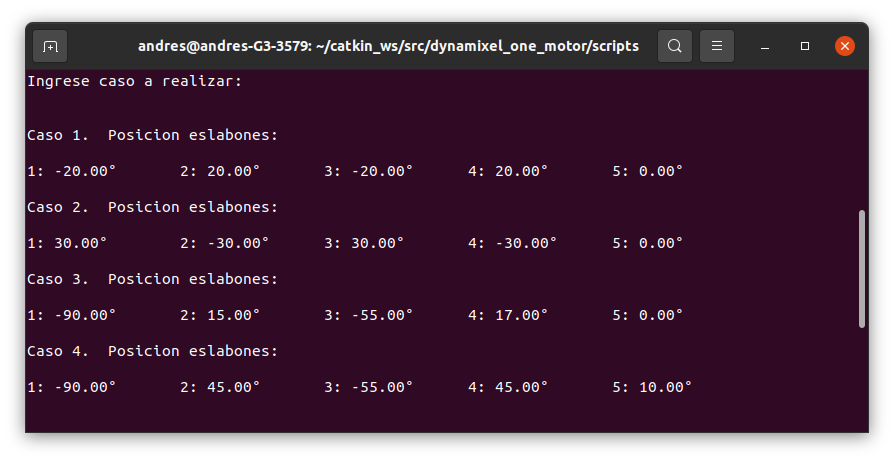 andres@andres-G3-3579: ~/catkin_ws/src/dynamixel_one_motor/scripts
Ingrese caso a realizar:
Caso 1.  Posicion eslabones:
1: -20.00°       2: 20.00°       3: -20.00°      4: 20.00°       5: 0.00°
Caso 2.  Posicion eslabones:
1: 30.00°        2: -30.00°      3: 30.00°       4: -30.00°      5: 0.00°
Caso 3.  Posicion eslabones:
1: -90.00°       2: 15.00°       3: -55.00°      4: 17.00°       5: 0.00°
Caso 4.  Posicion eslabones:
1: -90.00°       2: 45.00°       3: -55.00°      4: 45.00°       5: 10.00°